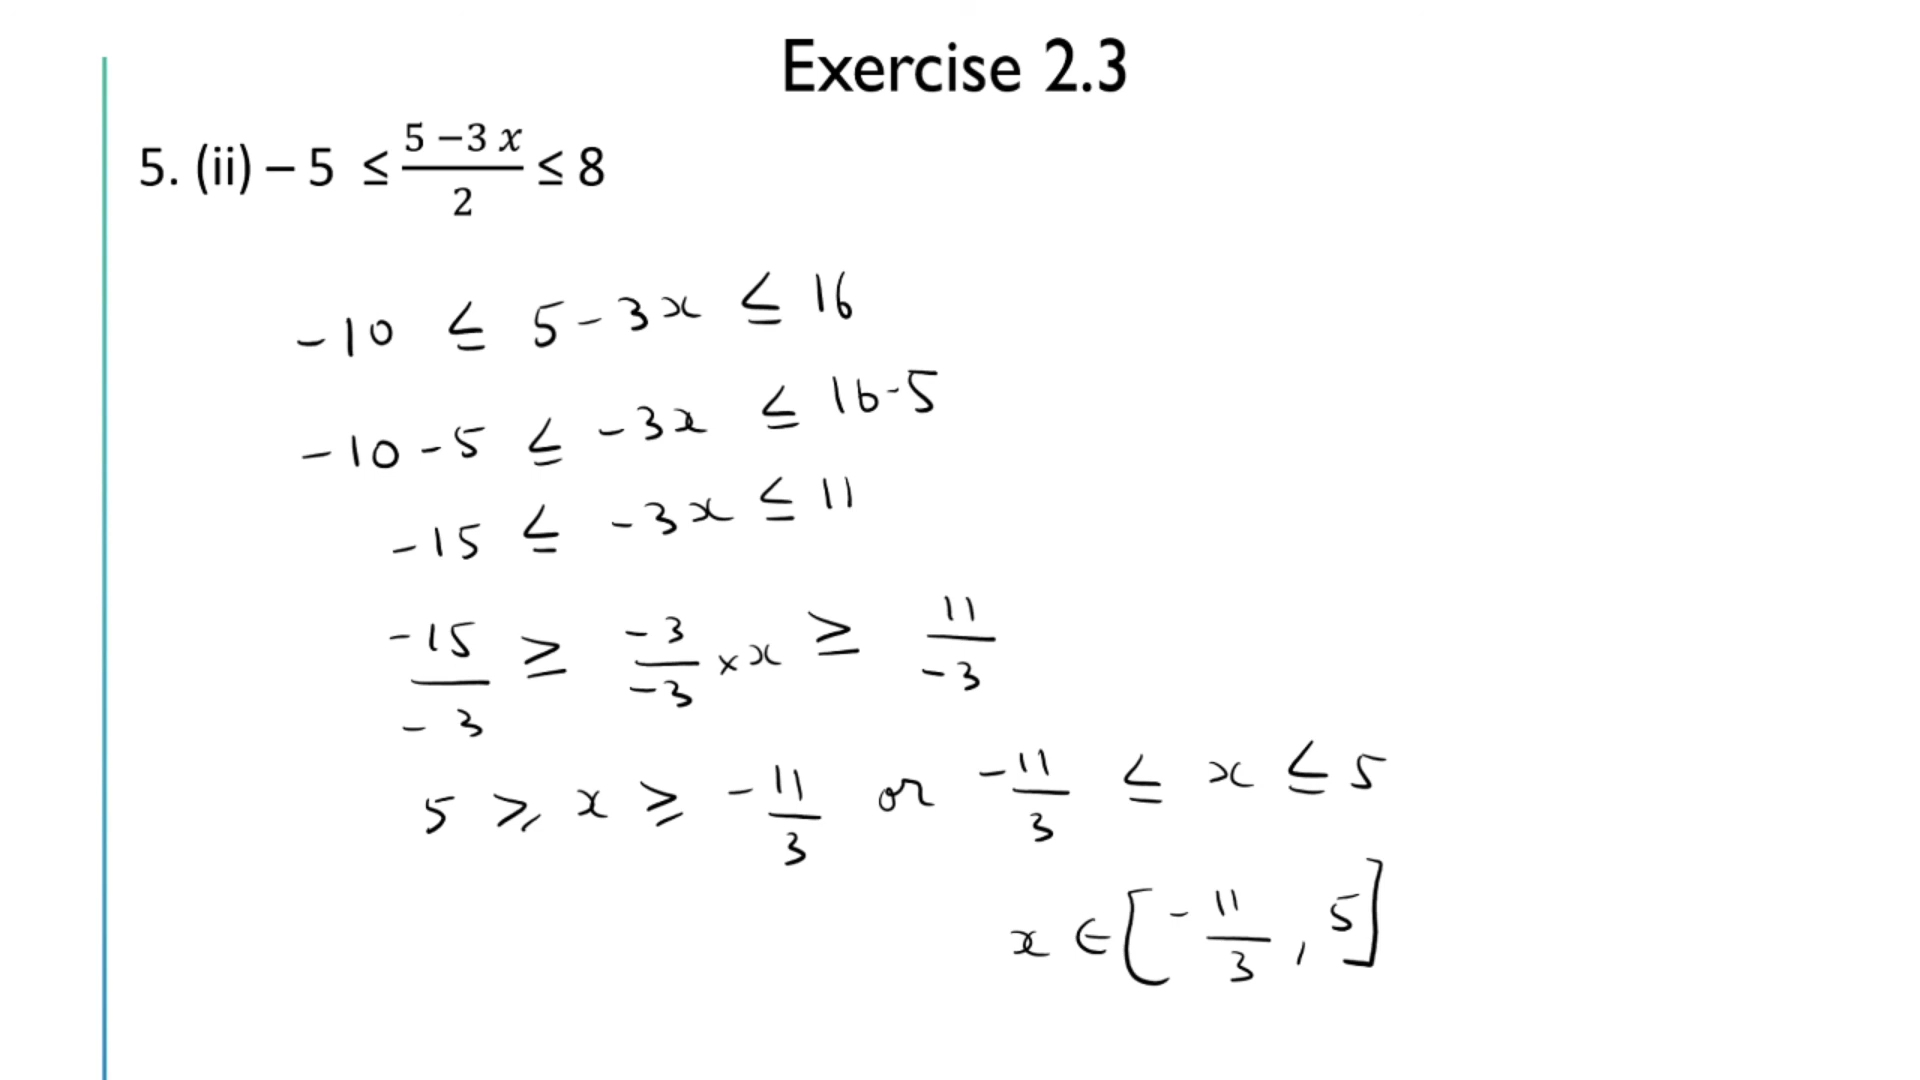 Exercise 2.3
5. (ii) – 5 ≤ (5 −3 x)/2 ≤ 8
-10 ≤ 5-3x ≤ 16
-10-5 ≤ -3x ≤ 16-5
-15 ≤ -3x ≤ 11
-15/-3 ≥ -3/-3 × x ≥ 11/-3
5 ≥ x ≥ -11/3 or -11/3 ≤ x ≤ 5
x ∈ [-11/3, 5]